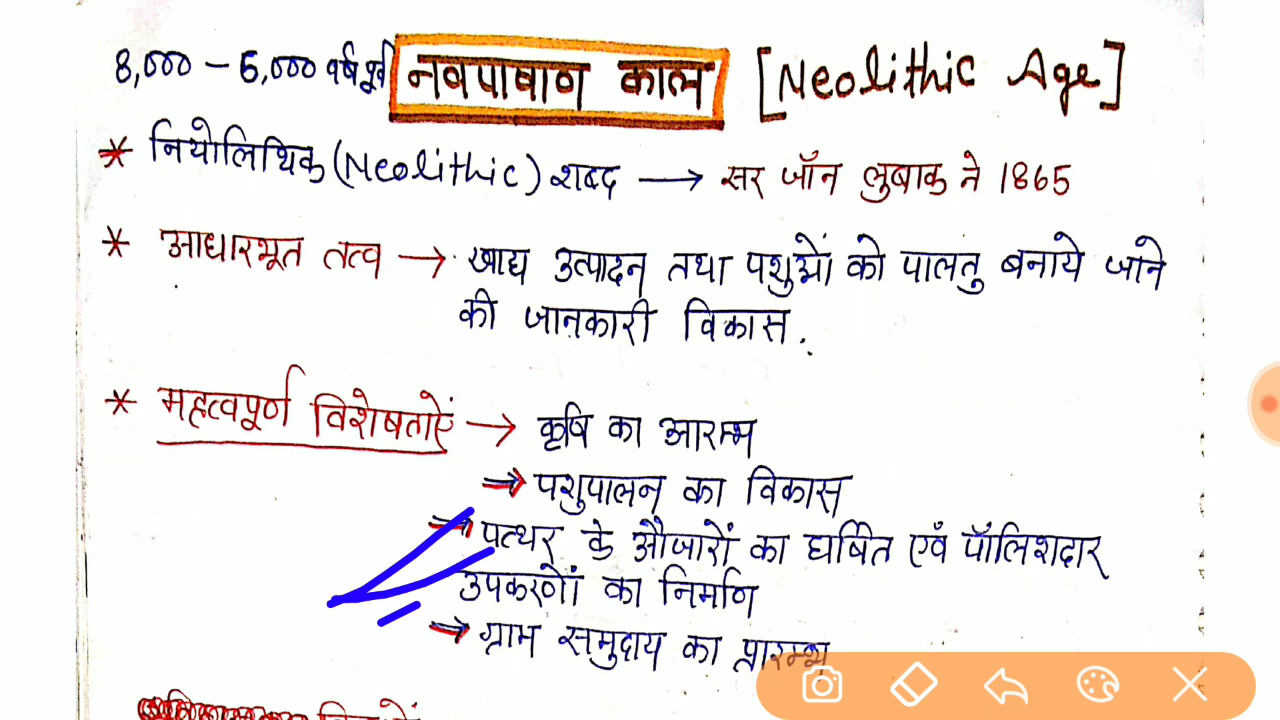 8,000 – 6,000 वर्ष पूर्व नवपाषाण काल [Neolithic Age]
* नियोलिथिक (Neolithic) शब्द → सर जॉन लुबाक ने 1865
* आधारभूत तत्व → खाद्य उत्पादन तथा पशुओं को पालतु बनाये जाने
की जानकारी विकास.
* महत्वपूर्ण विशेषताऐं → कृषि का आरम्भ
→ पशुपालन का विकास
→ पत्थर के औजारों का घर्षित एवं पॉलिशदार
उपकरणों का निर्माण
→ ग्राम समुदाय का प्रारम्भ